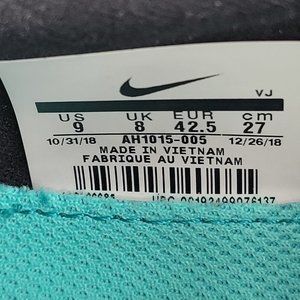 VJ
US UK EUR cm
9 8 42.5 27
10/31/18 AH1015-005 12/26/18
MADE IN VIETNAM
FABRIQUE AU VIETNAM